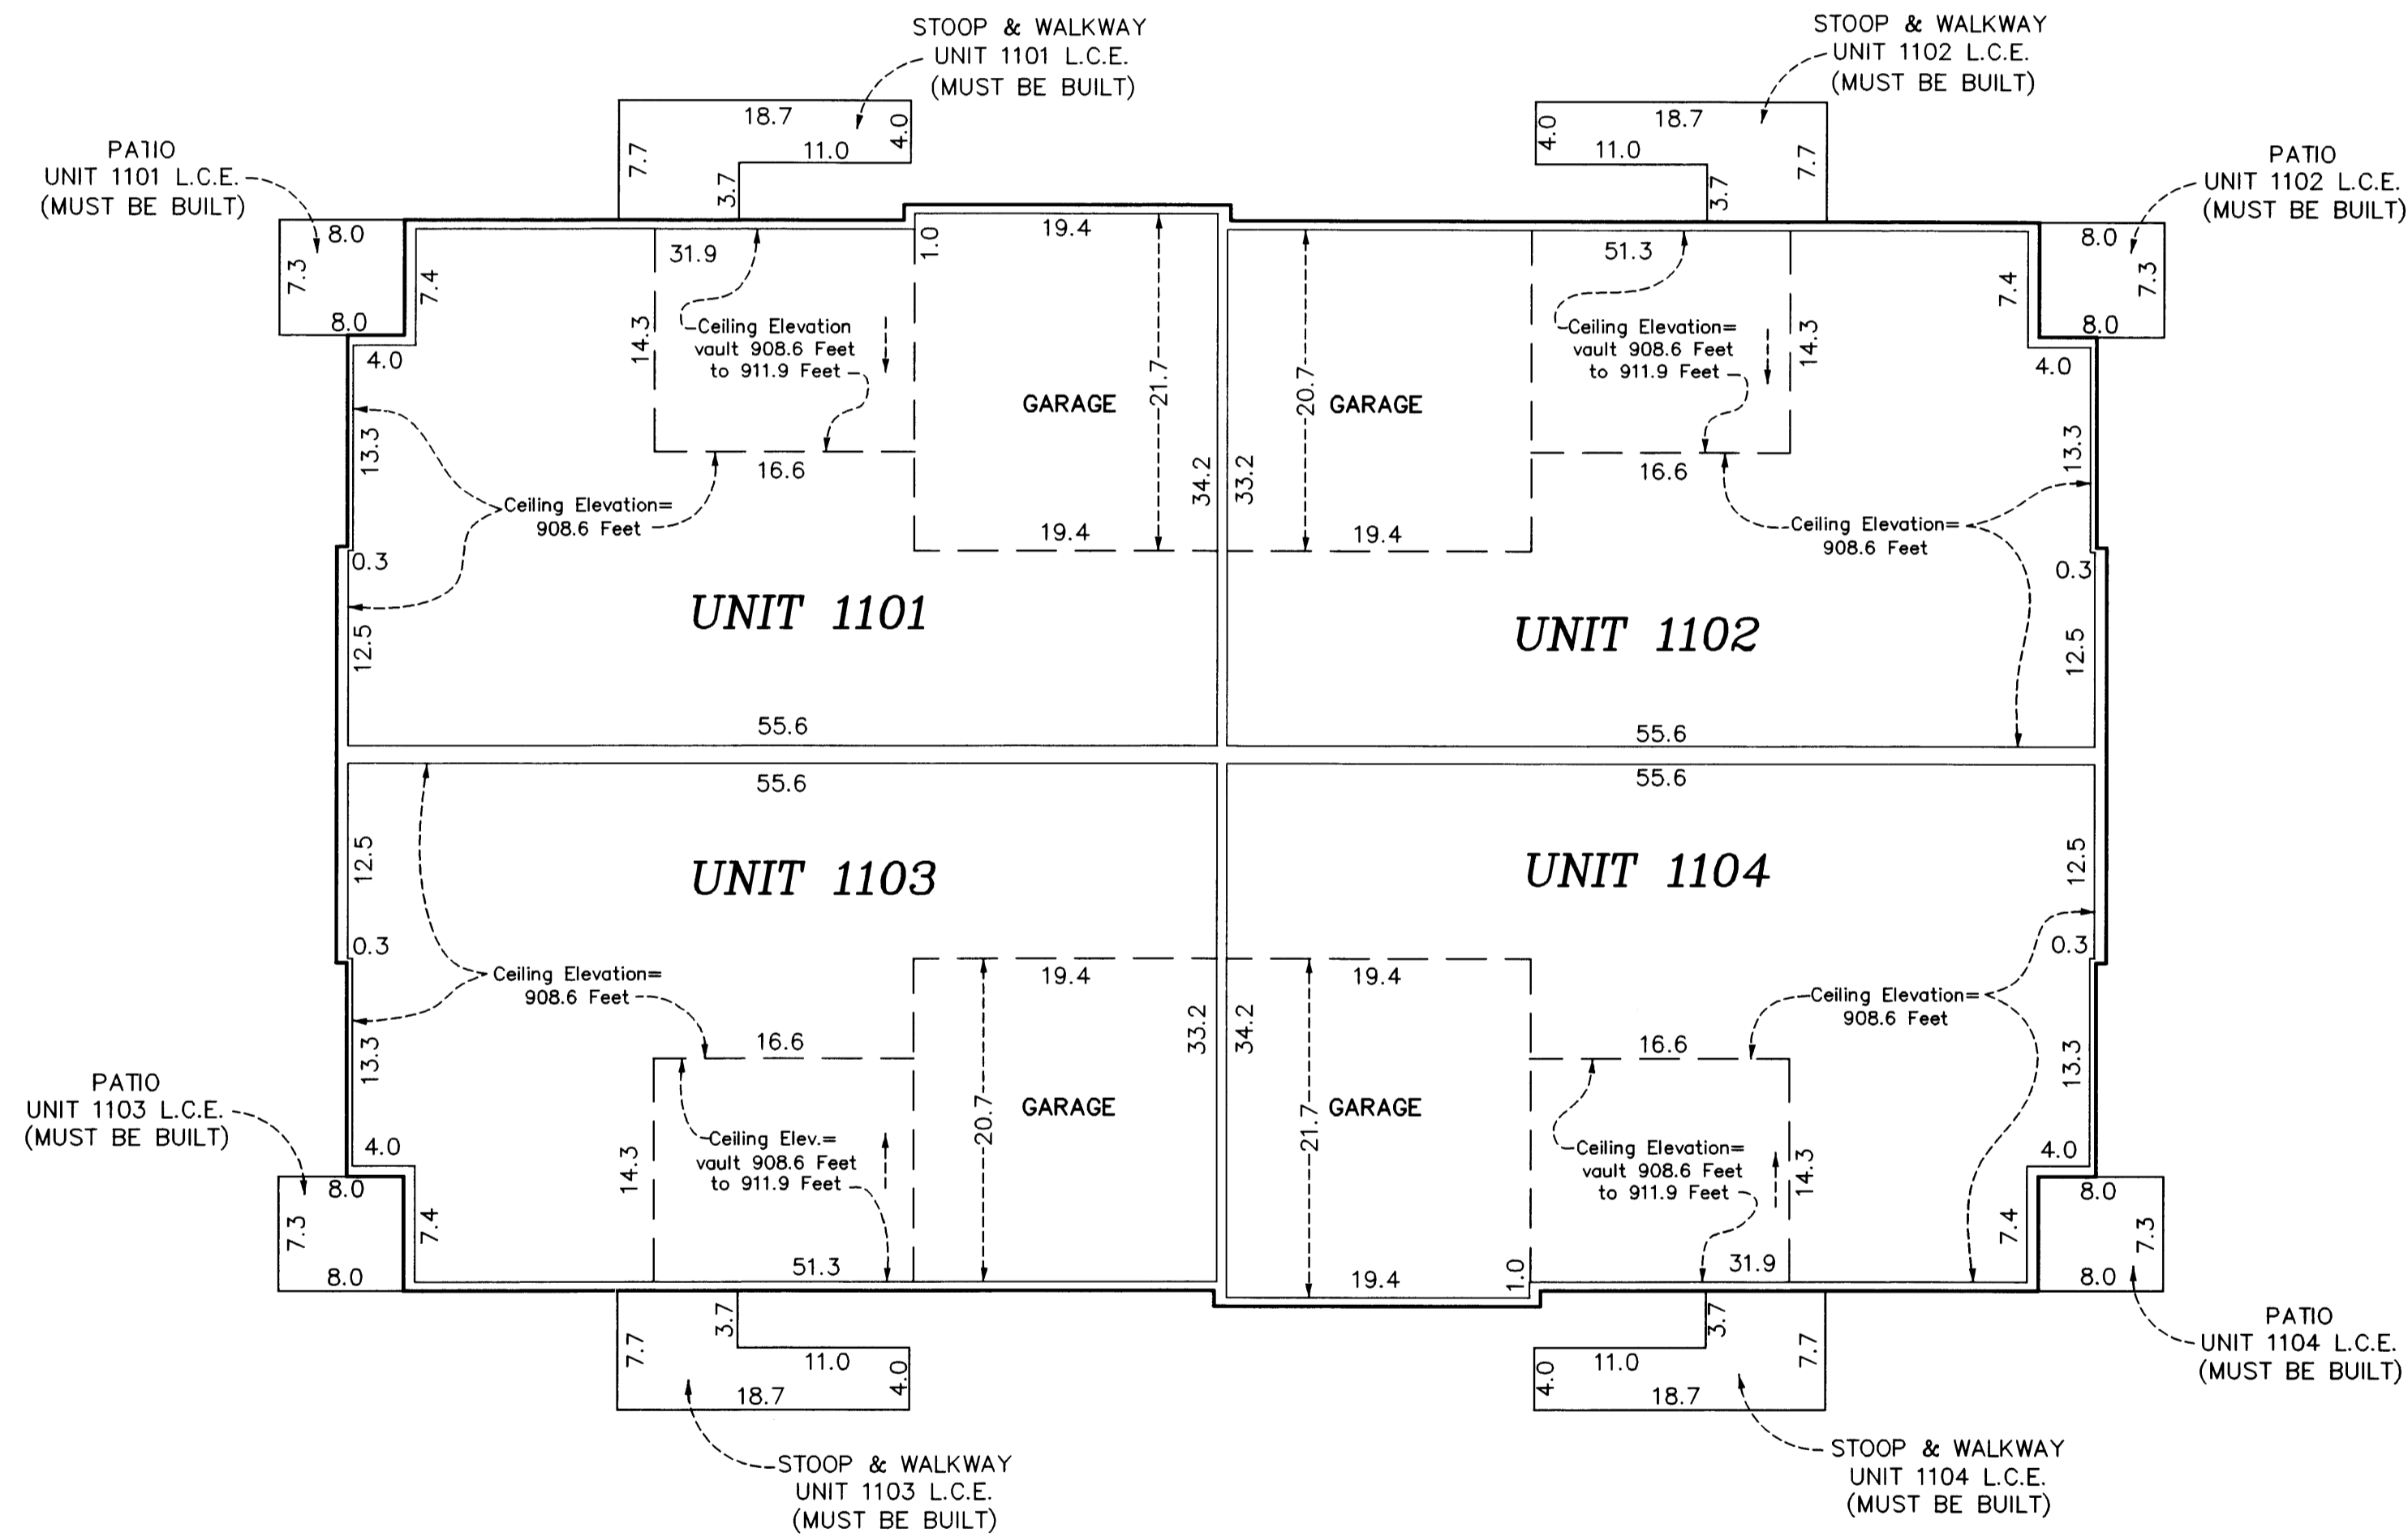 STOOP & WALKWAY
UNIT 1101 L.C.E.
(MUST BE BUILT)
STOOP & WALKWAY
UNIT 1102 L.C.E.
(MUST BE BUILT)
PATIO
UNIT 1101 L.C.E.
(MUST BE BUILT)
PATIO
UNIT 1102 L.C.E.
(MUST BE BUILT)
18.7
4.0
11.0
7.7
3.7
4.0
18.7
11.0
7.7
3.7
8.0
7.3
8.0
8.0
7.3
8.0
31.9
1.0
19.4
7.4
14.3
Ceiling Elevation
vault 908.6 Feet
to 911.9 Feet
4.0
13.3
16.6
21.7
GARAGE
34.2
19.4
Ceiling Elevation=
908.6 Feet
0.3
12.5
UNIT 1101
55.6
51.3
7.4
14.3
Ceiling Elevation=
vault 908.6 Feet
to 911.9 Feet
4.0
13.3
16.6
20.7
GARAGE
33.2
19.4
Ceiling Elevation=
908.6 Feet
0.3
12.5
UNIT 1102
55.6
55.6
12.5
UNIT 1103
0.3
Ceiling Elevation=
908.6 Feet
19.4
33.2
20.7
GARAGE
16.6
13.3
14.3
Ceiling Elev.=
vault 908.6 Feet
to 911.9 Feet
4.0
7.4
51.3
55.6
12.5
UNIT 1104
0.3
Ceiling Elevation=
908.6 Feet
19.4
34.2
21.7
GARAGE
16.6
13.3
14.3
Ceiling Elevation=
vault 908.6 Feet
to 911.9 Feet
4.0
7.4
31.9
1.0
19.4
PATIO
UNIT 1103 L.C.E.
(MUST BE BUILT)
8.0
7.3
8.0
8.0
7.3
8.0
PATIO
UNIT 1104 L.C.E.
(MUST BE BUILT)
3.7
7.7
11.0
4.0
18.7
3.7
7.7
11.0
4.0
18.7
STOOP & WALKWAY
UNIT 1103 L.C.E.
(MUST BE BUILT)
STOOP & WALKWAY
UNIT 1104 L.C.E.
(MUST BE BUILT)